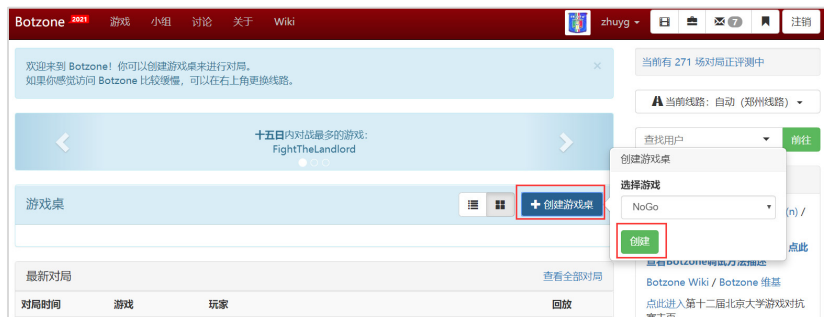 Botzone 2021 游戏 小组 讨论 关于 Wiki zhuyg 7 注销
欢迎来到 Botzone！你可以创建游戏桌来进行对局。 ×
如果你感觉访问 Botzone 比较缓慢，可以在右上角更换线路。
当前有 271 场对局正评测中
当前线路：自动（郑州线路）
十五日内对战最多的游戏：
FightTheLandlord
查找用户 前往
创建游戏桌
选择游戏
NoGo
创建
游戏桌 + 创建游戏桌
(n) /
点此
查看Botzone调试方法描述
Botzone Wiki / Botzone 维基
点此进入第十二届北京大学游戏对抗
最新对局 查看全部对局
对局时间 游戏 玩家 回放